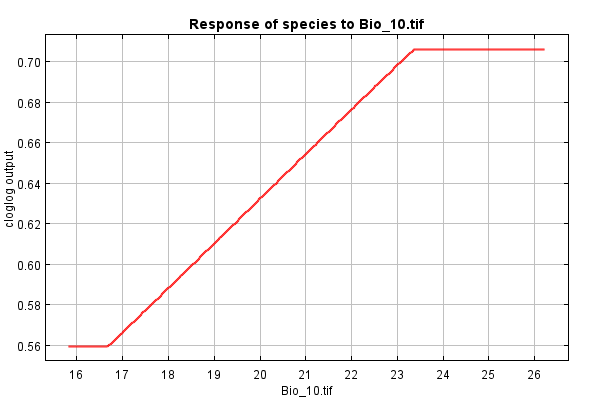 Response of species to Bio_10.tif
cloglog output
0.70
0.68
0.66
0.64
0.62
0.60
0.58
0.56
16 17 18 19 20 21 22 23 24 25 26
Bio_10.tif